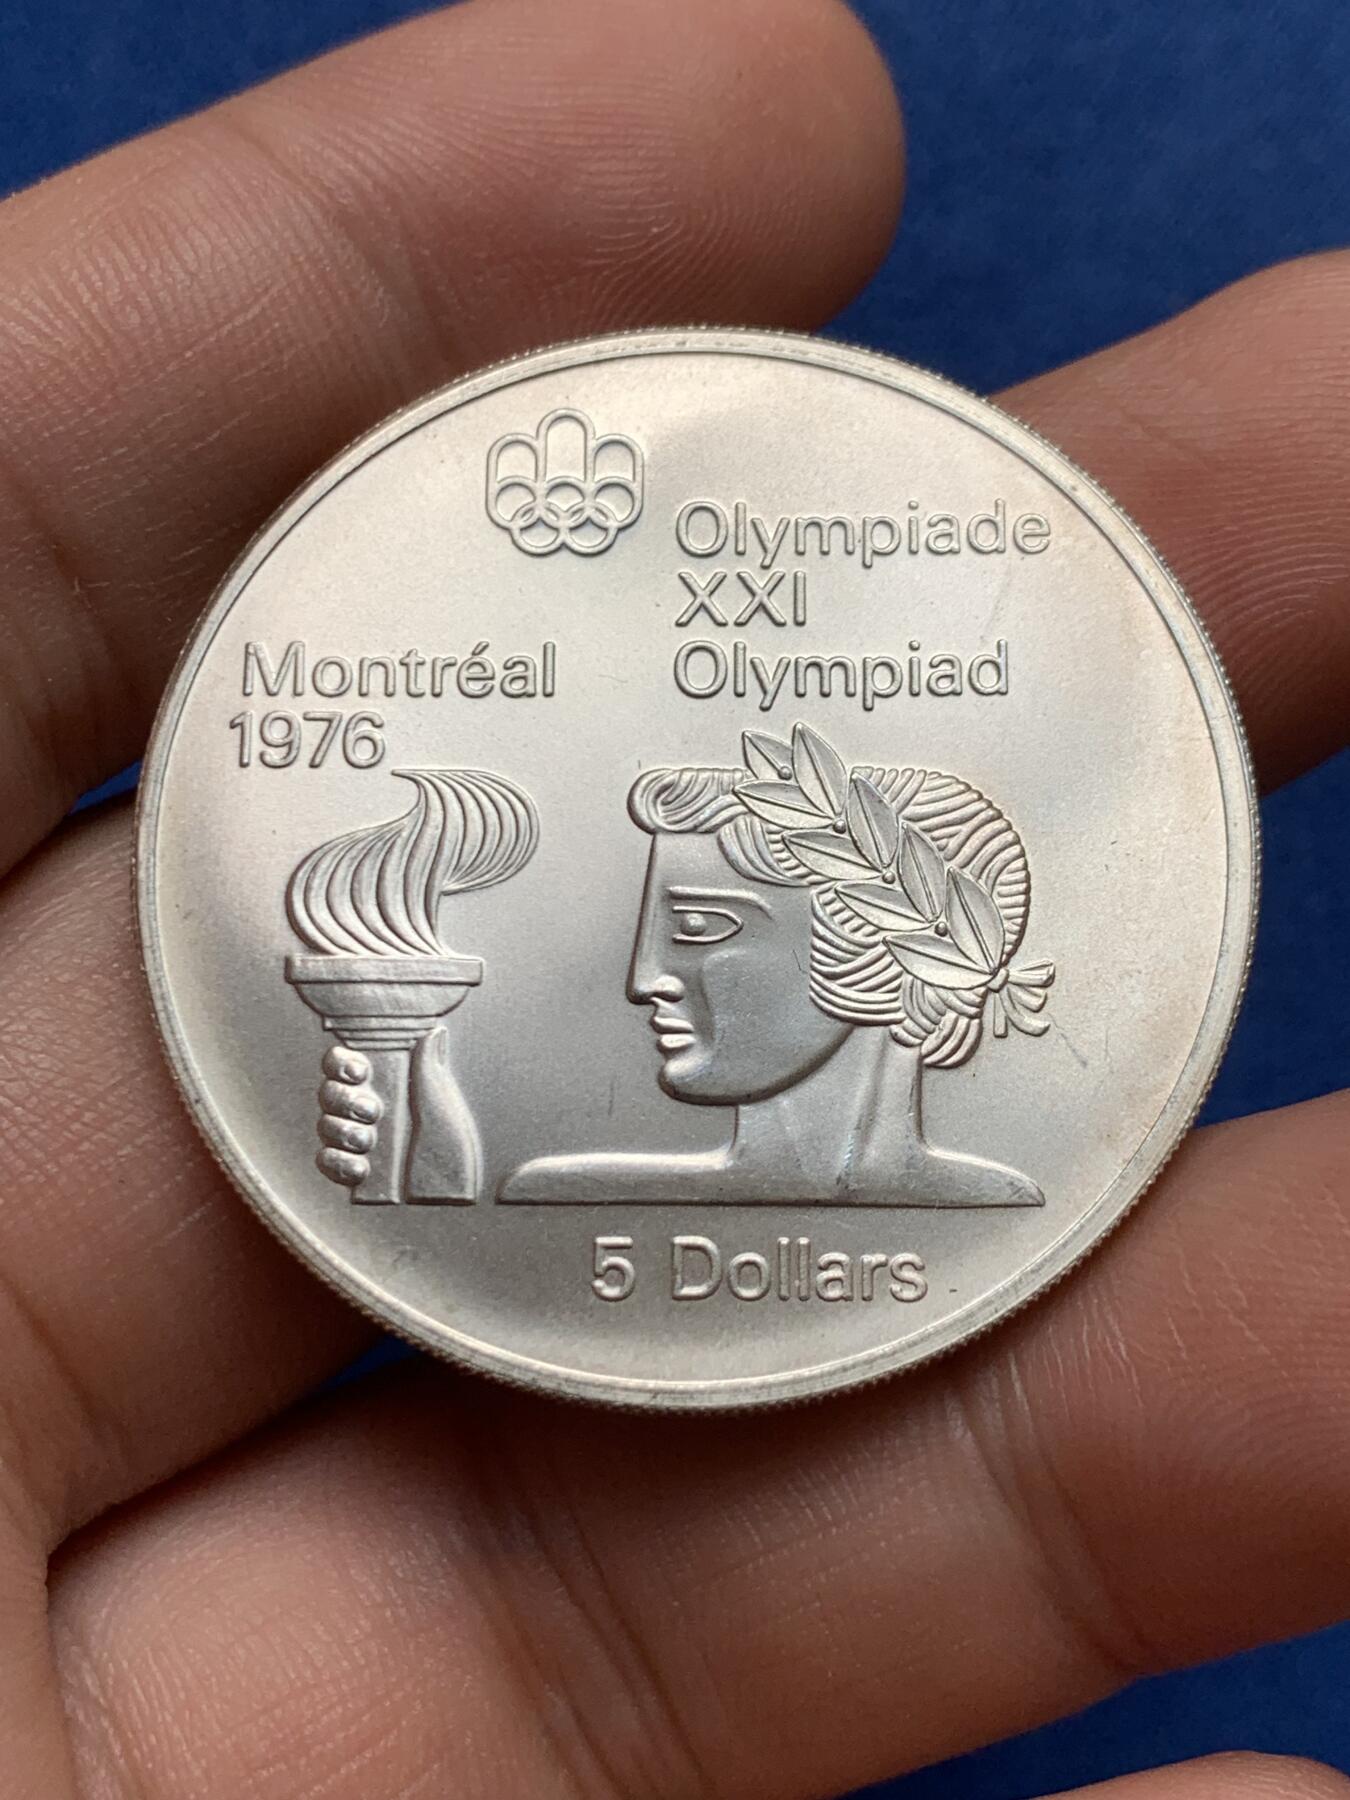 Olympiade
XXI
Olympiad
Montréal
1976
5 Dollars